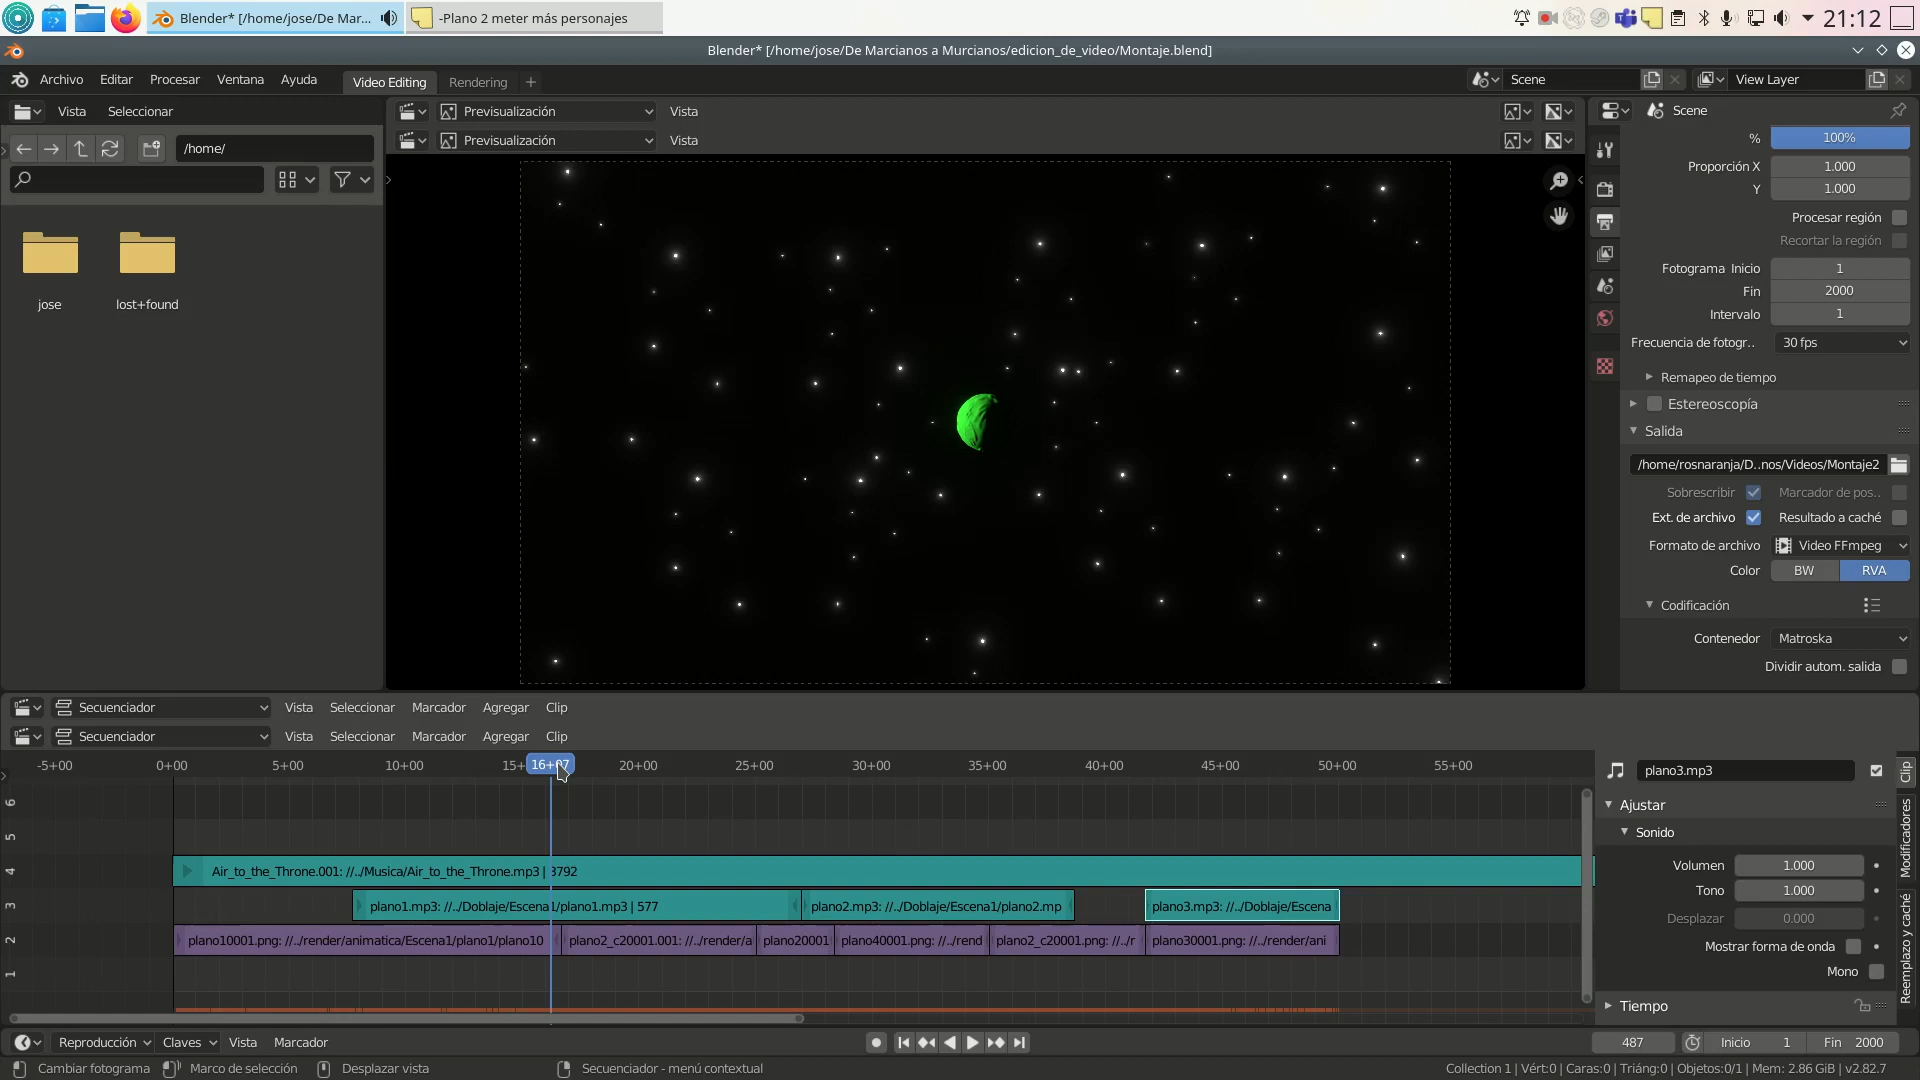 Blender* [/home/jose/De Mar...
-Plano 2 meter más personajes
21:12
Blender* [/home/jose/De Marcianos a Murcianos/edicion_de_video/Montaje.blend]
Archivo Editar Procesar Ventana Ayuda
Video Editing Rendering +
Scene
View Layer
Vista Seleccionar
Previsualización Vista
Scene
/home/
Previsualización Vista
% 100%
Proporción X 1.000
Y 1.000
Procesar región
Recortar la región
Fotograma Inicio 1
Fin 2000
Intervalo 1
Frecuencia de fotogr.. 30 fps
jose
lost+found
Remapeo de tiempo
Estereoscopía
Salida
/home/rosnaranja/D..nos/Videos/Montaje2
Sobrescribir Marcador de pos..
Ext. de archivo Resultado a caché
Formato de archivo Video FFmpeg
Color BW RVA
Codificación
Contenedor Matroska
Dividir autom. salida
Secuenciador Vista Seleccionar Marcador Agregar Clip
Secuenciador Vista Seleccionar Marcador Agregar Clip
-5+00 0+00 5+00 10+00 15+ 16+07 20+00 25+00 30+00 35+00 40+00 45+00 50+00 55+00
plano3.mp3
Clip
Modificadores
Reemplazo y caché
Ajustar
Sonido
Volumen 1.000
Tono 1.000
Desplazar 0.000
Mostrar forma de onda
Mono
Tiempo
6
5
4
Air_to_the_Throne.001: //../Musica/Air_to_the_Throne.mp3 | 3792
3
plano1.mp3: //../Doblaje/Escena1/plano1.mp3 | 577
plano2.mp3: //../Doblaje/Escena1/plano2.mp
plano3.mp3: //../Doblaje/Escena
2
plano10001.png: //../render/animatica/Escena1/plano1/plano10
plano2_c20001.001: //../render/a
plano20001
plano40001.png: //../rend
plano2_c20001.png: //../r
plano30001.png: //../render/ani
1
Reproducción Claves Vista Marcador
487 Inicio 1 Fin 2000
Cambiar fotograma Marco de selección Desplazar vista Secuenciador - menú contextual
Collection 1 | Vért:0 | Caras:0 | Triáng:0 | Objetos:0/1 | Mem: 2.86 GiB | v2.82.7